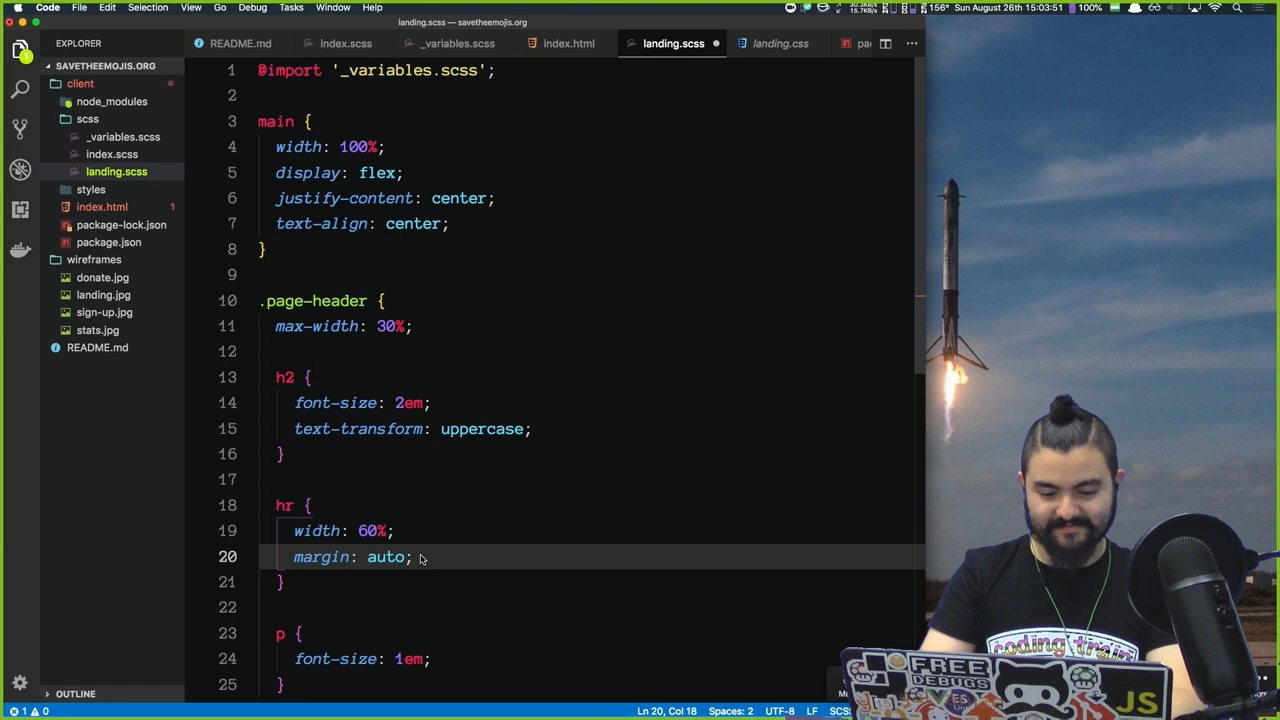 Code File Edit Selection View Go Debug Tasks Window Help
156° Sun August 26th 15:03:51 100%
15.7KB/s
landing.scss — savetheemojis.org
EXPLORER
README.md index.scss _variables.scss index.html landing.scss landing.css
SAVETHEEMOJIS.ORG
client
node_modules
scss
_variables.scss
index.scss
landing.scss
styles
index.html 1
package-lock.json
package.json
wireframes
donate.jpg
landing.jpg
sign-up.jpg
stats.jpg
README.md
OUTLINE
1 @import '_variables.scss';
2
3 main {
4 width: 100%;
5 display: flex;
6 justify-content: center;
7 text-align: center;
8 }
9
10 .page-header {
11 max-width: 30%;
12
13 h2 {
14 font-size: 2em;
15 text-transform: uppercase;
16 }
17
18 hr {
19 width: 60%;
20 margin: auto;
21 }
22
23 p {
24 font-size: 1em;
25 }
1 0
Ln 20, Col 18 Spaces: 2 UTF-8 LF SCSS
coding train
FREE
DEBUGS
JS